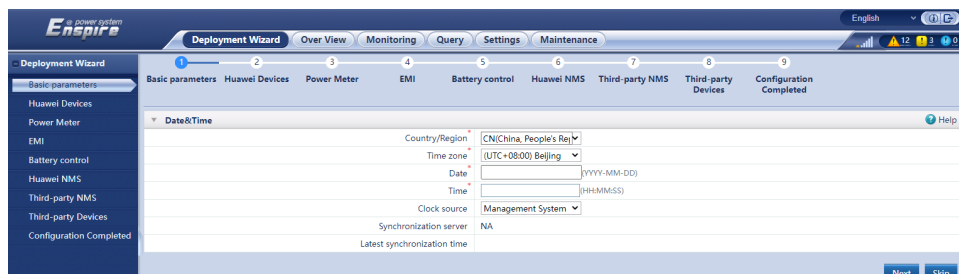 e power system
Enspire
English
Deployment Wizard Over View Monitoring Query Settings Maintenance
12 3 0
Deployment Wizard
Basic parameters
Huawei Devices
Power Meter
EMI
Battery control
Huawei NMS
Third-party NMS
Third-party Devices
Configuration Completed
1 2 3 4 5 6 7 8 9
Basic parameters Huawei Devices Power Meter EMI Battery control Huawei NMS Third-party NMS Third-party Devices Configuration Completed
Date&Time Help
Country/Region* CN(China, People's Rep
Time zone* (UTC+08:00) Beijing
Date* (YYYY-MM-DD)
Time* (HH:MM:SS)
Clock source Management System
Synchronization server NA
Latest synchronization time
Next Skip